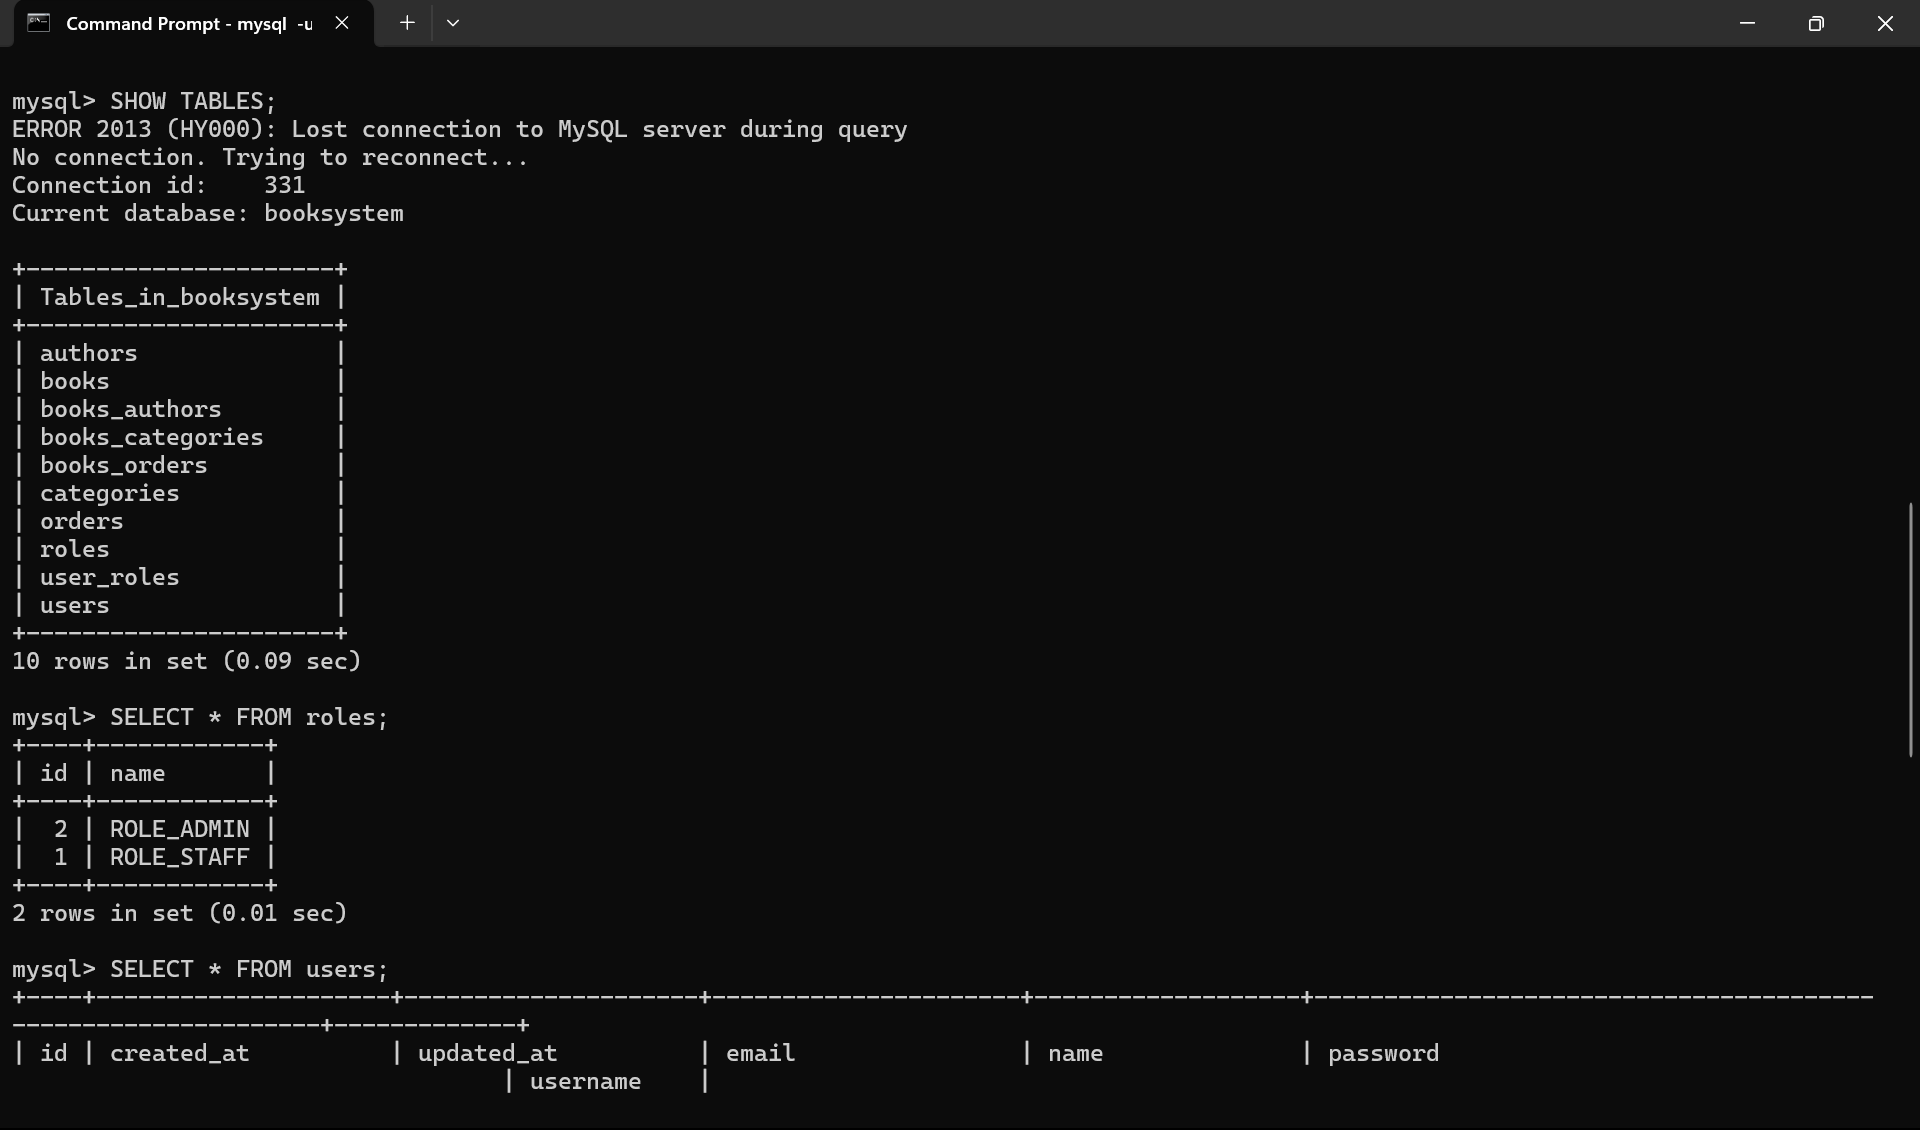 Command Prompt - mysql  -u
mysql> SHOW TABLES;
ERROR 2013 (HY000): Lost connection to MySQL server during query
No connection. Trying to reconnect...
Connection id:    331
Current database: booksystem
+----------------------+
| Tables_in_booksystem |
+----------------------+
| authors              |
| books                |
| books_authors        |
| books_categories     |
| books_orders         |
| categories           |
| orders               |
| roles                |
| user_roles           |
| users                |
+----------------------+
10 rows in set (0.09 sec)
mysql> SELECT * FROM roles;
+----+------------+
| id | name       |
+----+------------+
|  2 | ROLE_ADMIN |
|  1 | ROLE_STAFF |
+----+------------+
2 rows in set (0.01 sec)
mysql> SELECT * FROM users;
+----+---------------------+---------------------+----------------------+-------------------+----------------------------------------
----------------------+-------------+
| id | created_at          | updated_at          | email                | name              | password
                                   | username    |